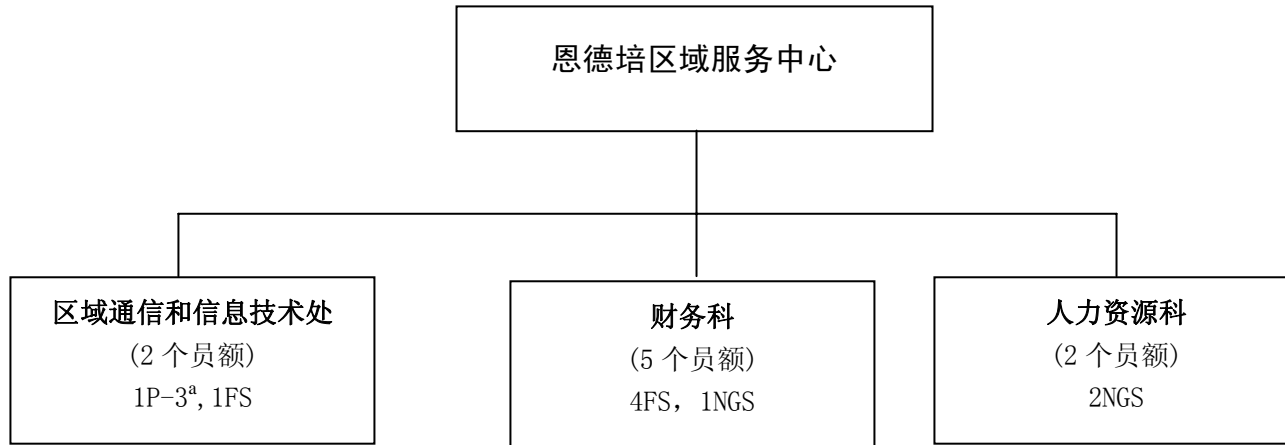 恩德培区域服务中心
区域通信和信息技术处
(2 个员额)
1P-3ª, 1FS
财务科
(5 个员额)
4FS，1NGS
人力资源科
(2 个员额)
2NGS